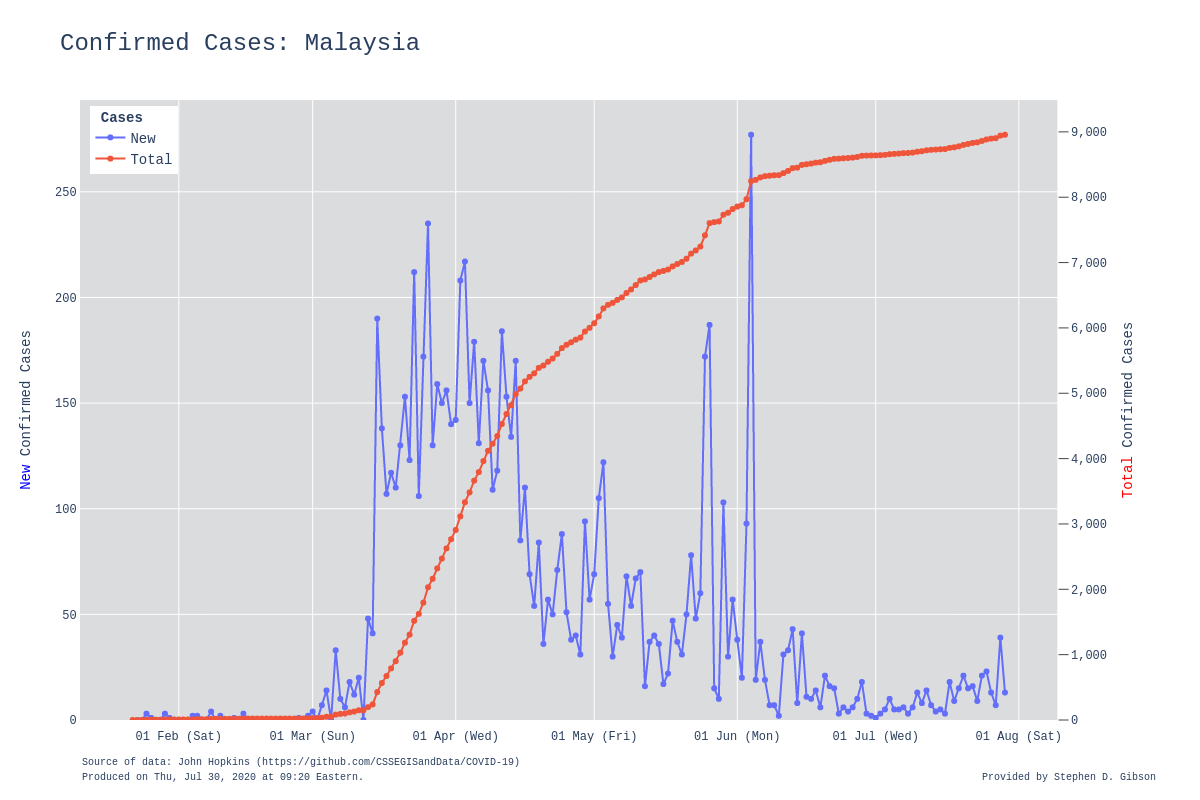 Confirmed Cases: Malaysia
Cases
New
Total
250
200
150
100
50
0
9,000
8,000
7,000
6,000
5,000
4,000
3,000
2,000
1,000
0
New Confirmed Cases
Total Confirmed Cases
01 Feb (Sat) 01 Mar (Sun) 01 Apr (Wed) 01 May (Fri) 01 Jun (Mon) 01 Jul (Wed) 01 Aug (Sat)
Source of data: John Hopkins (https://github.com/CSSEGISandData/COVID-19)
Produced on Thu, Jul 30, 2020 at 09:20 Eastern.
Provided by Stephen D. Gibson